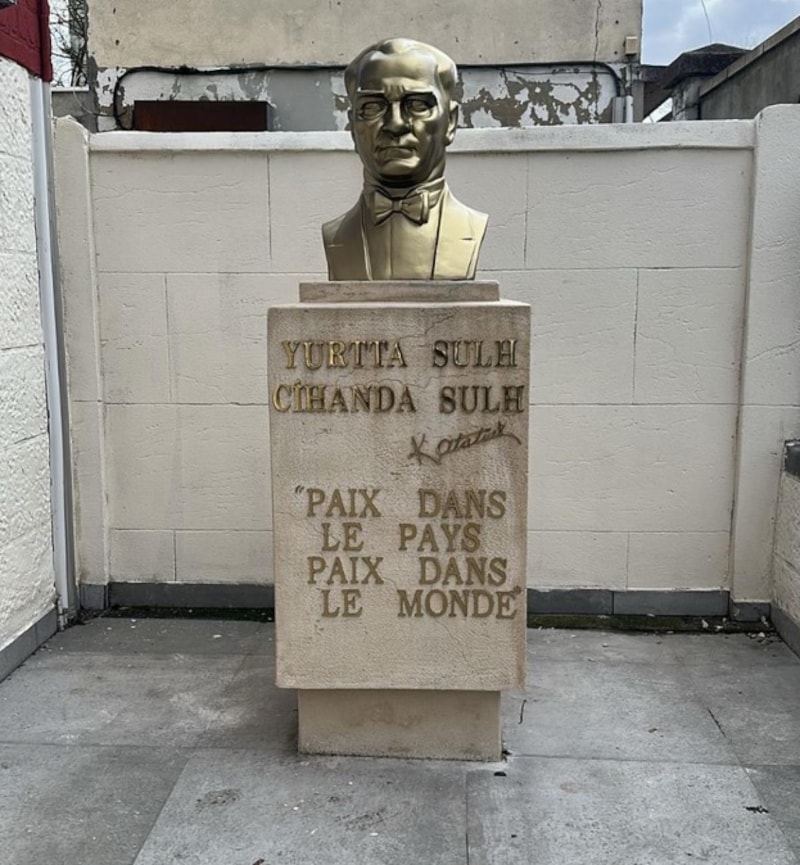 YURTTA SULH
CİHANDA SULH
K. Atatürk
"PAIX DANS
LE PAYS
PAIX DANS
LE MONDE"